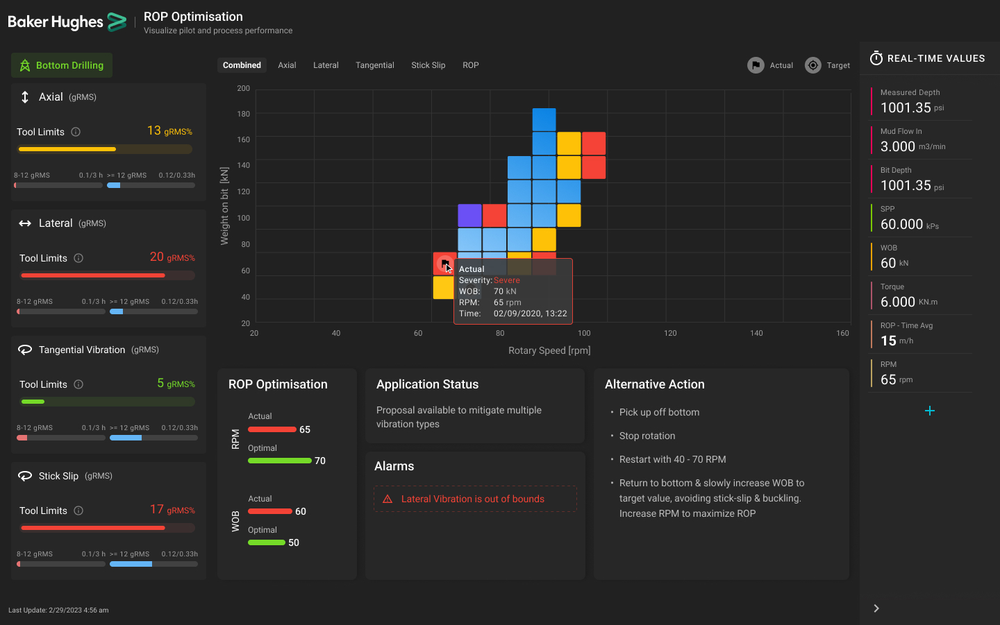 Baker Hughes
ROP Optimisation
Visualize pilot and process performance
Bottom Drilling
Axial (gRMS)
Tool Limits 13 gRMS%
8-12 gRMS 0.1/3 h >= 12 gRMS 0.12/0.33h
Lateral (gRMS)
Tool Limits 20 gRMS%
8-12 gRMS 0.1/3 h >= 12 gRMS 0.12/0.33h
Tangential Vibration (gRMS)
Tool Limits 5 gRMS%
8-12 gRMS 0.1/3 h >= 12 gRMS 0.12/0.33h
Stick Slip (gRMS)
Tool Limits 17 gRMS%
8-12 gRMS 0.1/3 h >= 12 gRMS 0.12/0.33h
Last Update: 2/29/2023 4:56 am
Combined Axial Lateral Tangential Stick Slip ROP Actual Target
Weight on bit [kN]
200
180
160
140
120
100
80
60
40
20
20 40 60 80 100 120 140 160
Rotary Speed [rpm]
Actual
Severity: Severe
WOB: 70 kN
RPM: 65 rpm
Time: 02/09/2020, 13:22
ROP Optimisation
RPM
Actual
65
Optimal
70
WOB
Actual
60
Optimal
50
Application Status
Proposal available to mitigate multiple
vibration types
Alarms
Lateral Vibration is out of bounds
Alternative Action
• Pick up off bottom
• Stop rotation
• Restart with 40 - 70 RPM
• Return to bottom & slowly increase WOB to
target value, avoiding stick-slip & buckling.
Increase RPM to maximize ROP
REAL-TIME VALUES
Measured Depth
1001.35 psi
Mud Flow In
3.000 m3/min
Bit Depth
1001.35 psi
SPP
60.000 kPs
WOB
60 kN
Torque
6.000 KN.m
ROP - Time Avg
15 m/h
RPM
65 rpm